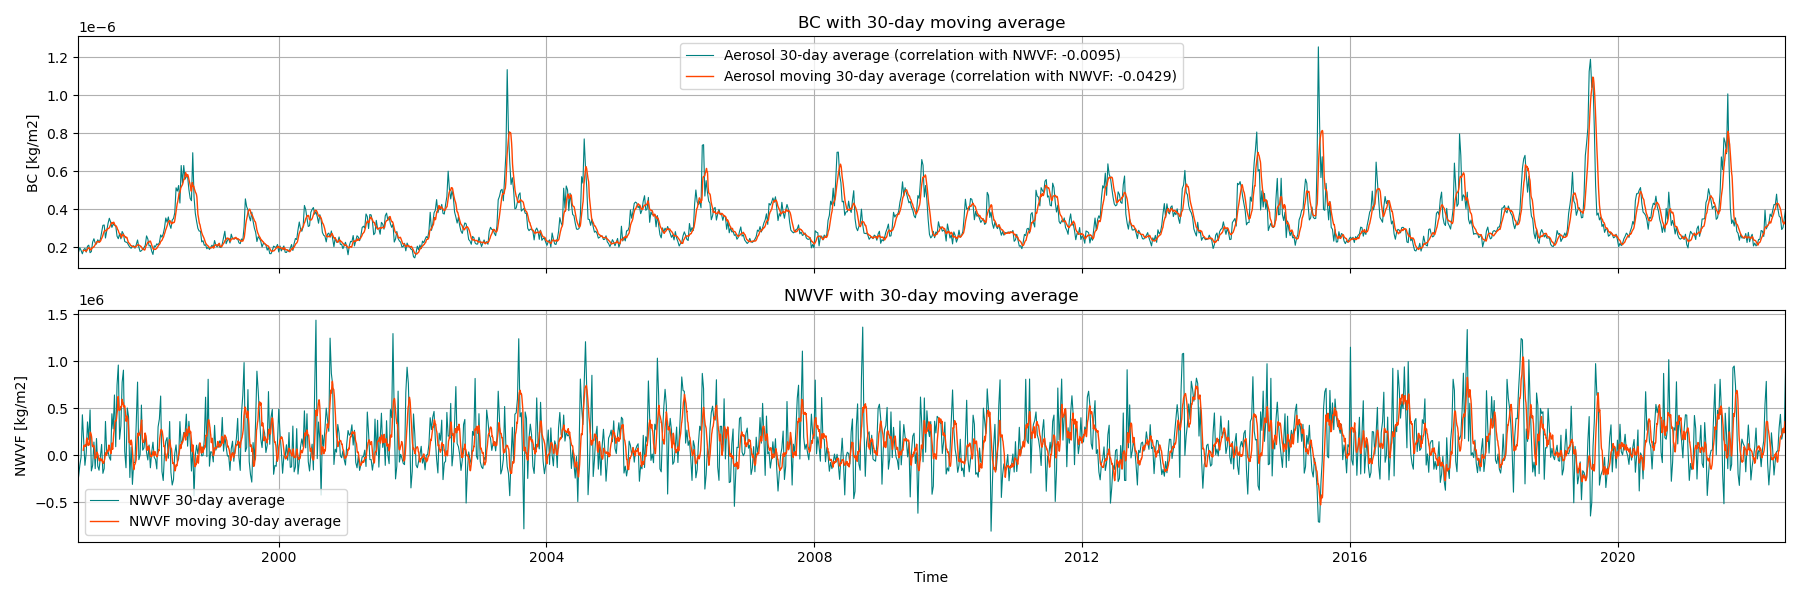 BC with 30-day moving average
1e−6
Aerosol 30-day average (correlation with NWVF: -0.0095)
Aerosol moving 30-day average (correlation with NWVF: -0.0429)
BC [kg/m2]
1.2
1.0
0.8
0.6
0.4
0.2
NWVF with 30-day moving average
1e6
NWVF [kg/m2]
1.5
1.0
0.5
0.0
−0.5
NWVF 30-day average
NWVF moving 30-day average
2000 2004 2008 2012 2016 2020
Time